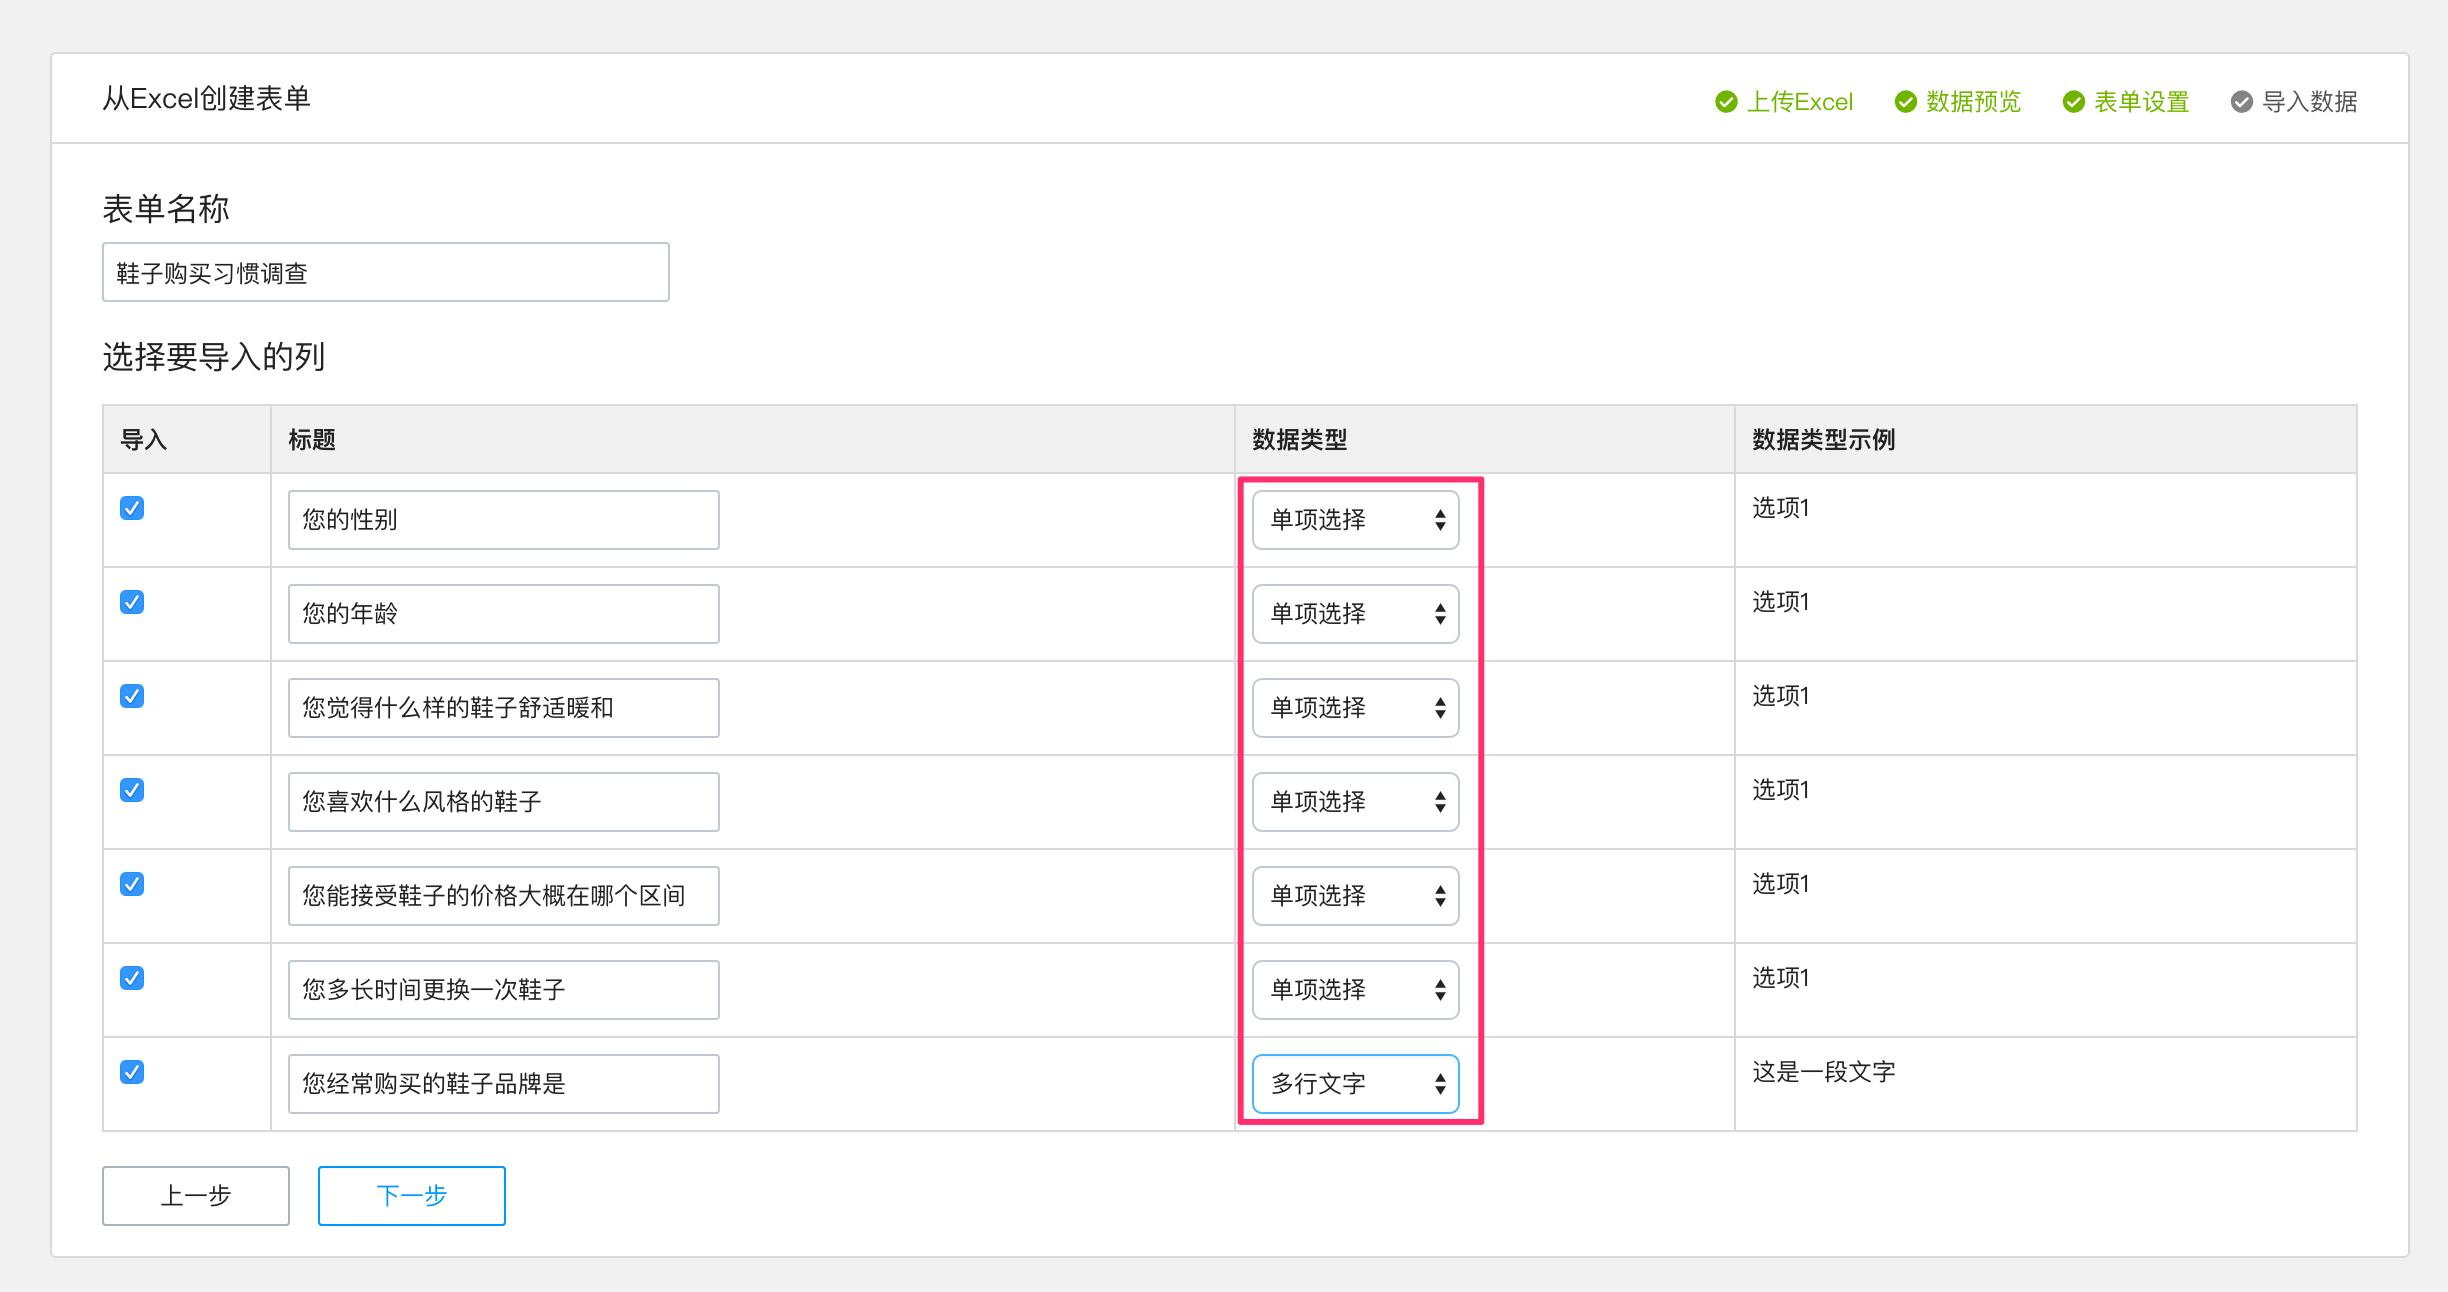 从Excel创建表单
上传Excel 数据预览 表单设置 导入数据
表单名称
鞋子购买习惯调查
选择要导入的列
导入 标题 数据类型 数据类型示例
您的性别 单项选择 选项1
您的年龄 单项选择 选项1
您觉得什么样的鞋子舒适暖和 单项选择 选项1
您喜欢什么风格的鞋子 单项选择 选项1
您能接受鞋子的价格大概在哪个区间 单项选择 选项1
您多长时间更换一次鞋子 单项选择 选项1
您经常购买的鞋子品牌是 多行文字 这是一段文字
上一步 下一步